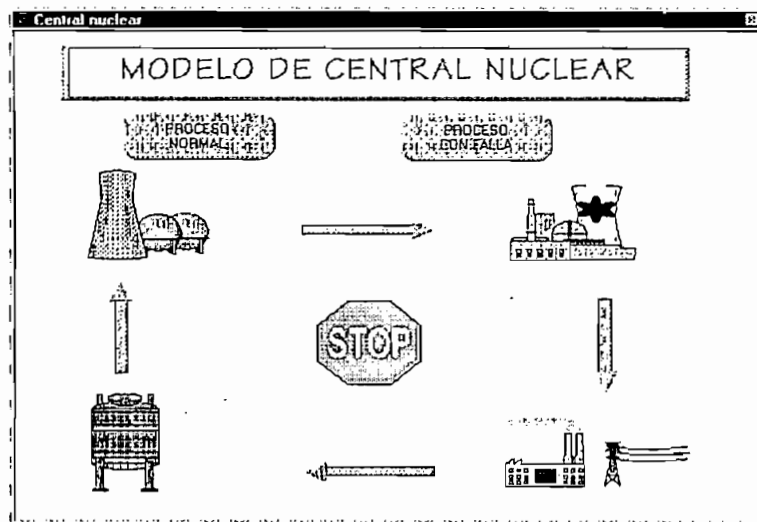 Central nuclear
MODELO DE CENTRAL NUCLEAR
PROCESO
NORMAL
PROCESO
CON FALLA
STOP